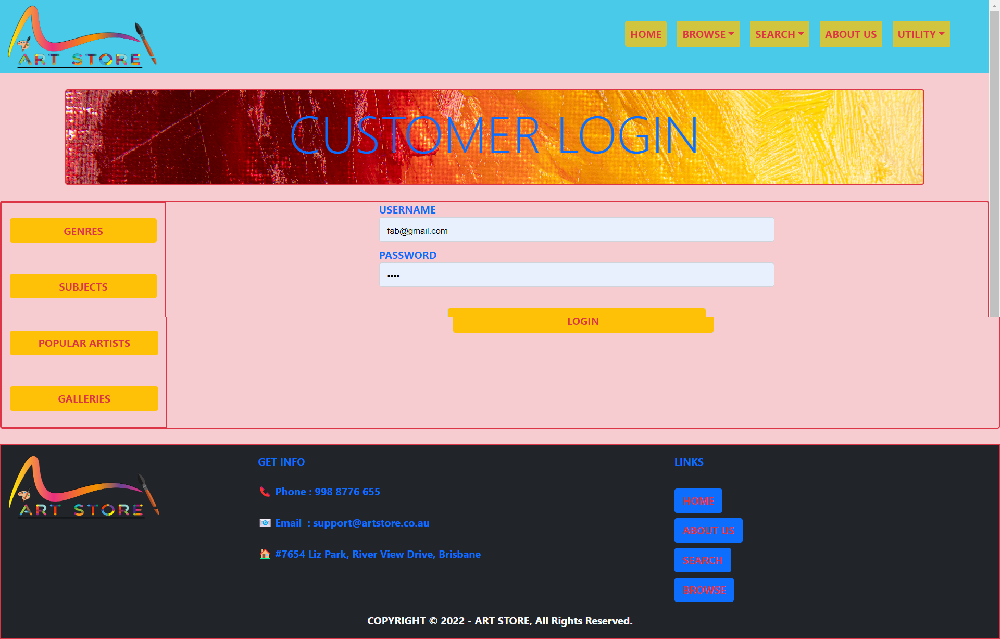 ART STORE
HOME BROWSE SEARCH ABOUT US UTILITY
CUSTOMER LOGIN
GENRES
SUBJECTS
POPULAR ARTISTS
GALLERIES
USERNAME
fab@gmail.com
PASSWORD
••••
LOGIN
ART STORE
GET INFO
Phone : 998 8776 655
Email : support@artstore.co.au
#7654 Liz Park, River View Drive, Brisbane
LINKS
HOME
ABOUT US
SEARCH
BROWSE
COPYRIGHT © 2022 - ART STORE, All Rights Reserved.